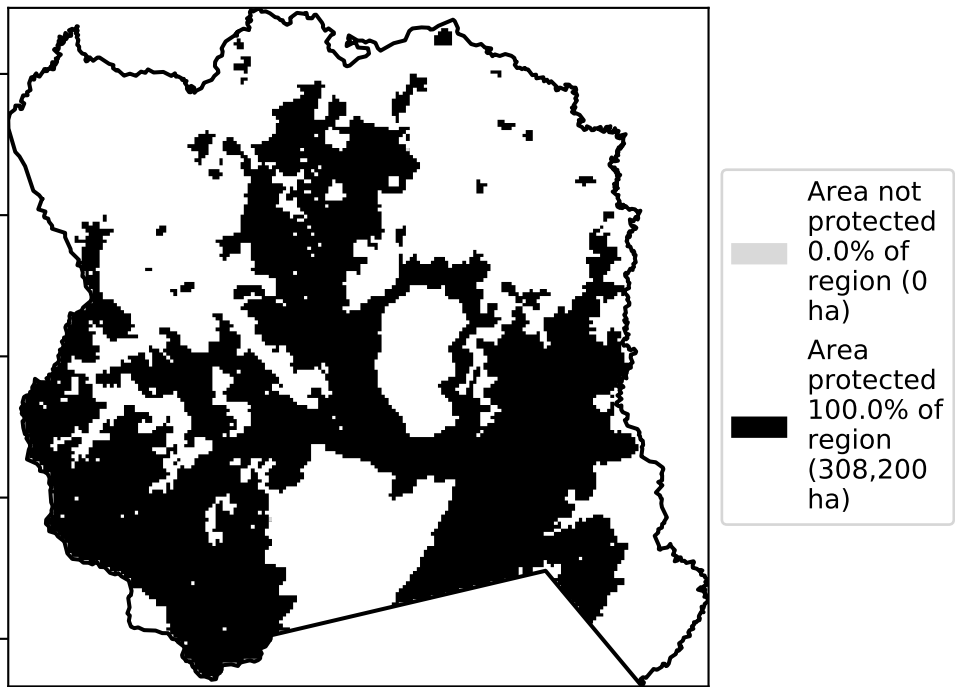 Area not
protected
0.0% of
region (0
ha)
Area
protected
100.0% of
region
(308,200
ha)